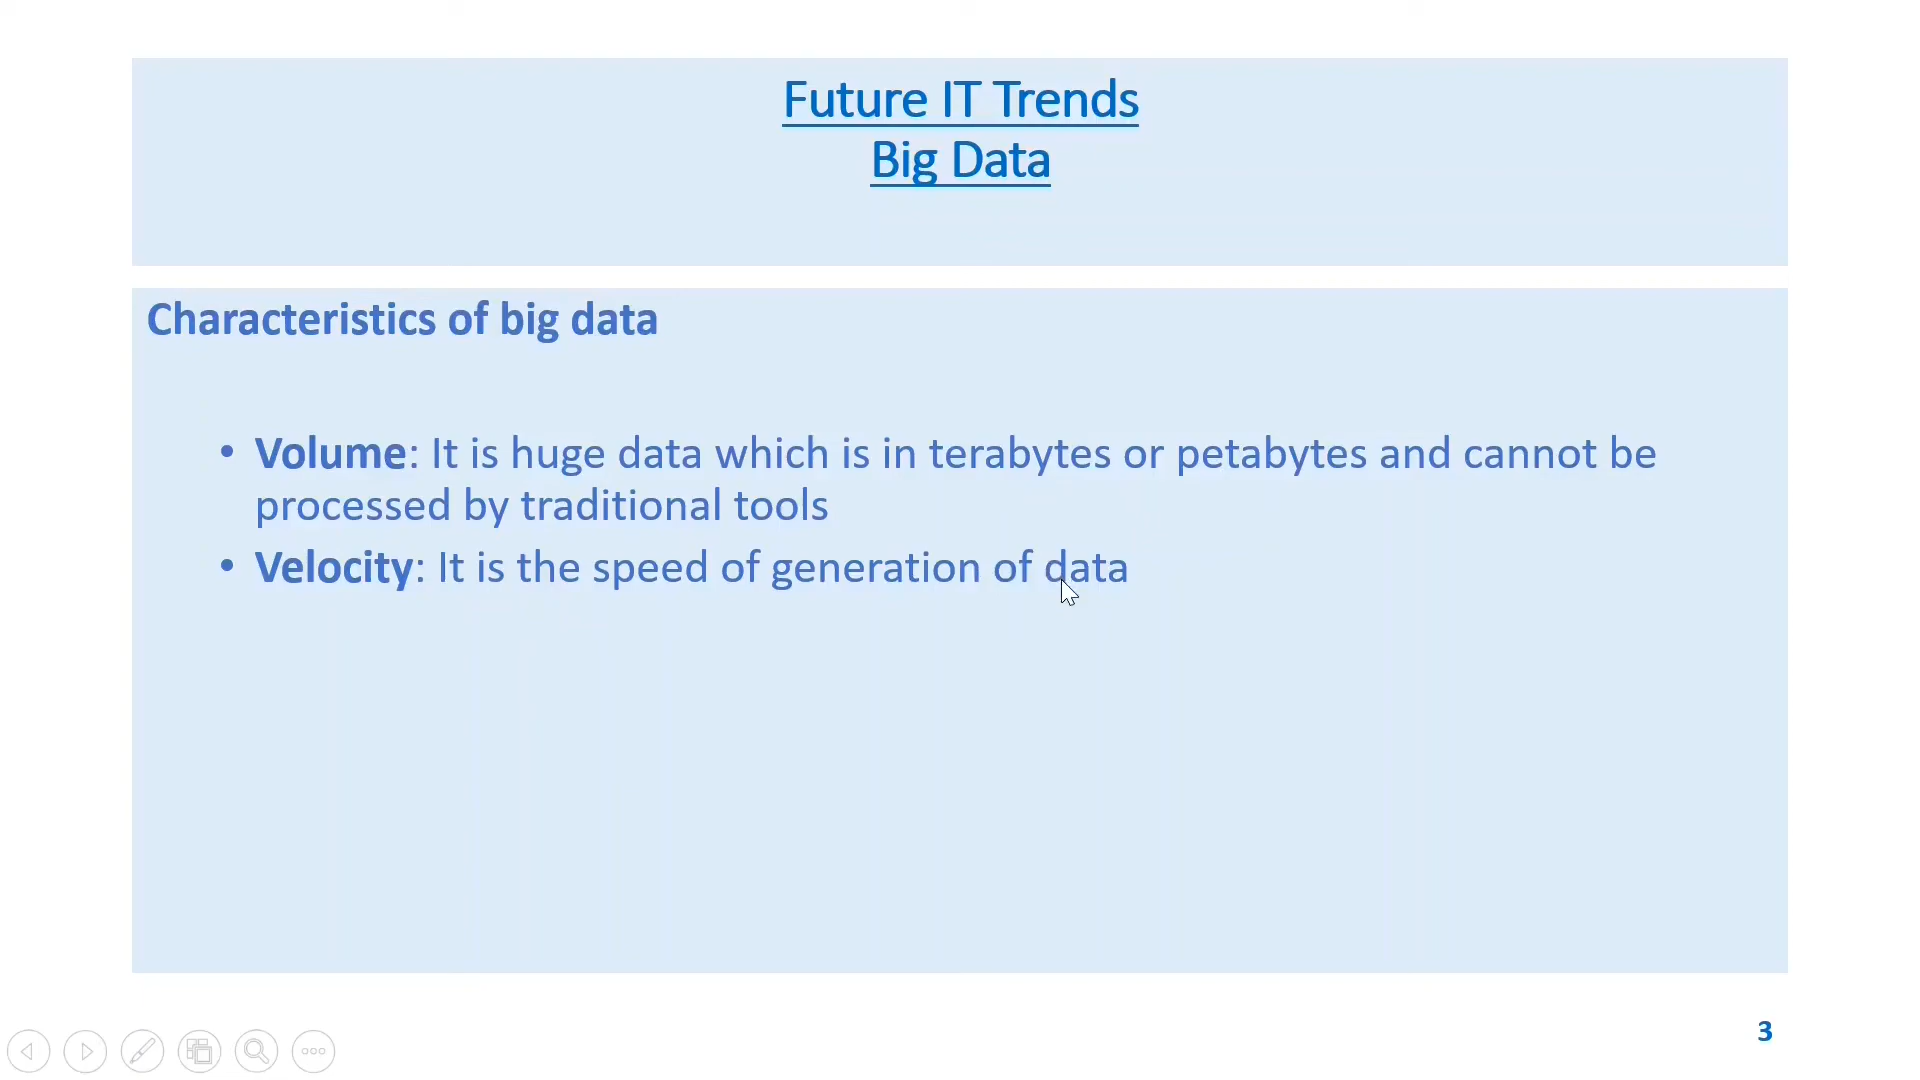 Future IT Trends
Big Data
Characteristics of big data
• Volume: It is huge data which is in terabytes or petabytes and cannot be
processed by traditional tools
• Velocity: It is the speed of generation of data
3